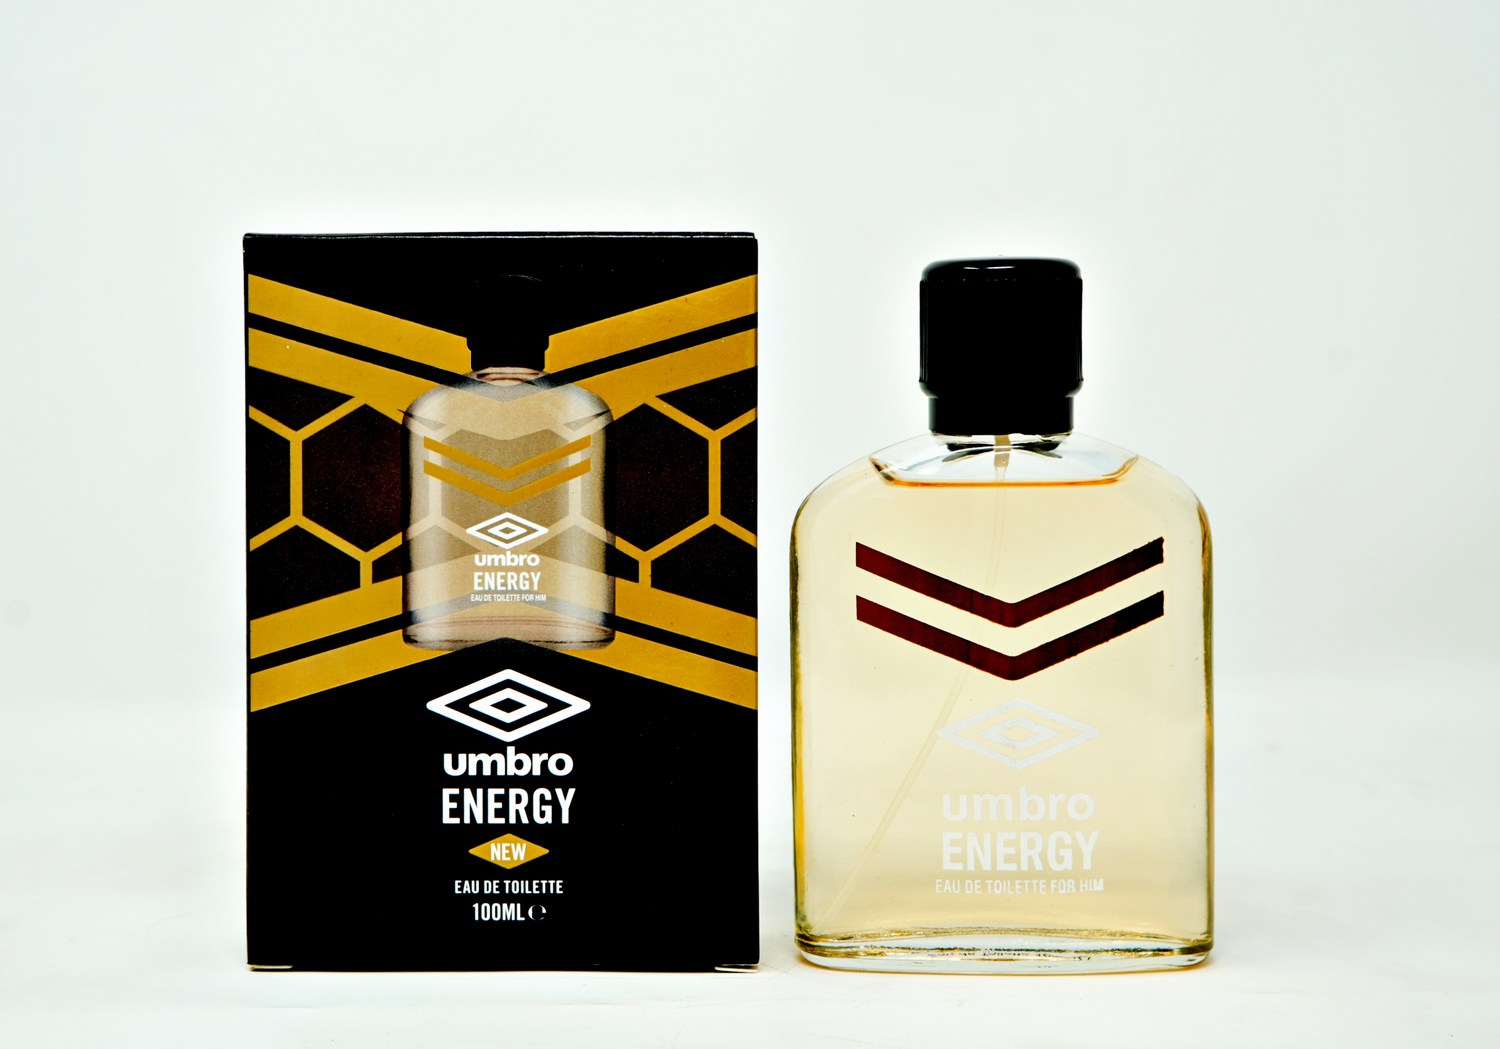 umbro
ENERGY
EAU DE TOILETTE FOR HIM
umbro
ENERGY
NEW
EAU DE TOILETTE
100ML e
umbro
ENERGY
EAU DE TOILETTE FOR HIM